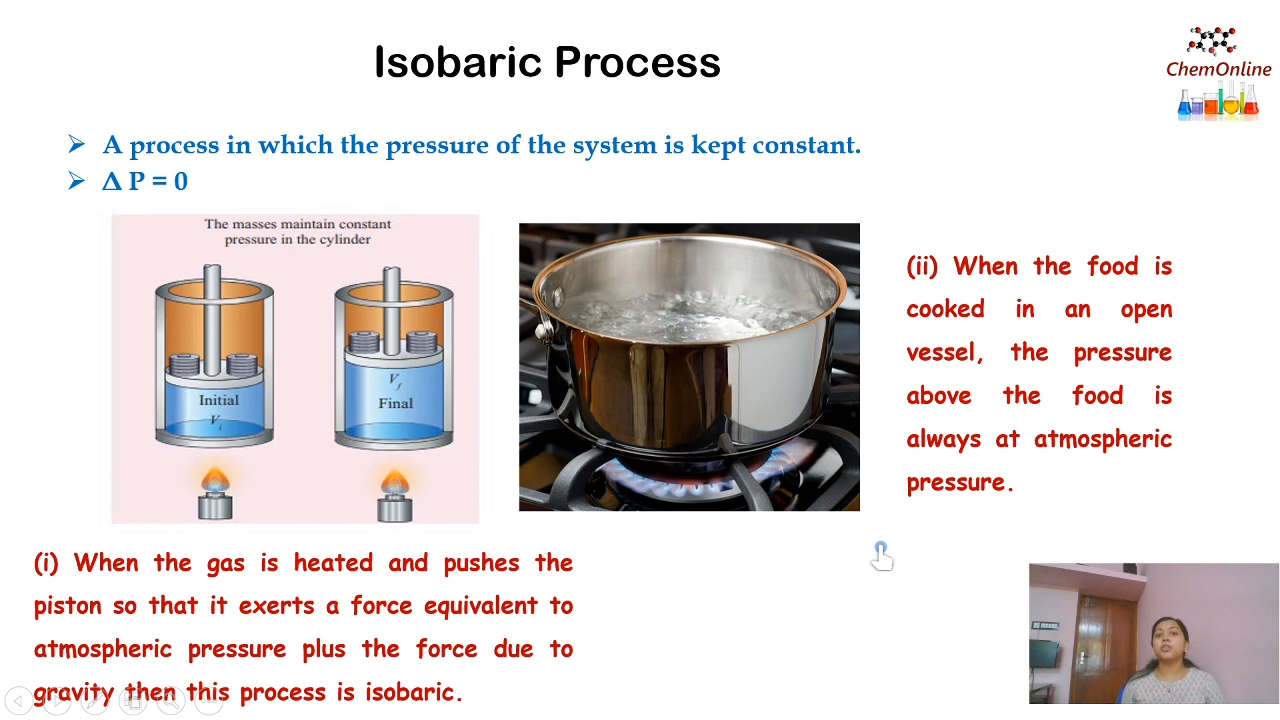 Isobaric Process
ChemOnline
➢ A process in which the pressure of the system is kept constant.
➢ Δ P = 0
The masses maintain constant
pressure in the cylinder
Initial
V_i
V_f
Final
(ii) When the food is
cooked in an open
vessel, the pressure
above the food is
always at atmospheric
pressure.
(i) When the gas is heated and pushes the
piston so that it exerts a force equivalent to
atmospheric pressure plus the force due to
gravity then this process is isobaric.